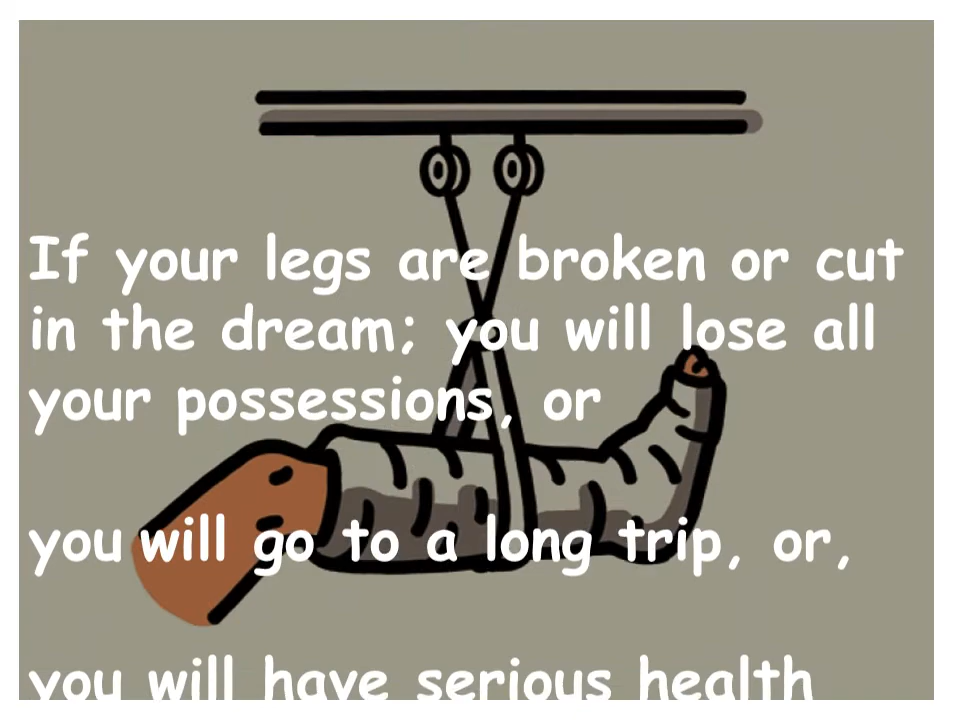 If your legs are broken or cut
in the dream; you will lose all
your possessions, or
you will go to a long trip, or,
you will have serious health